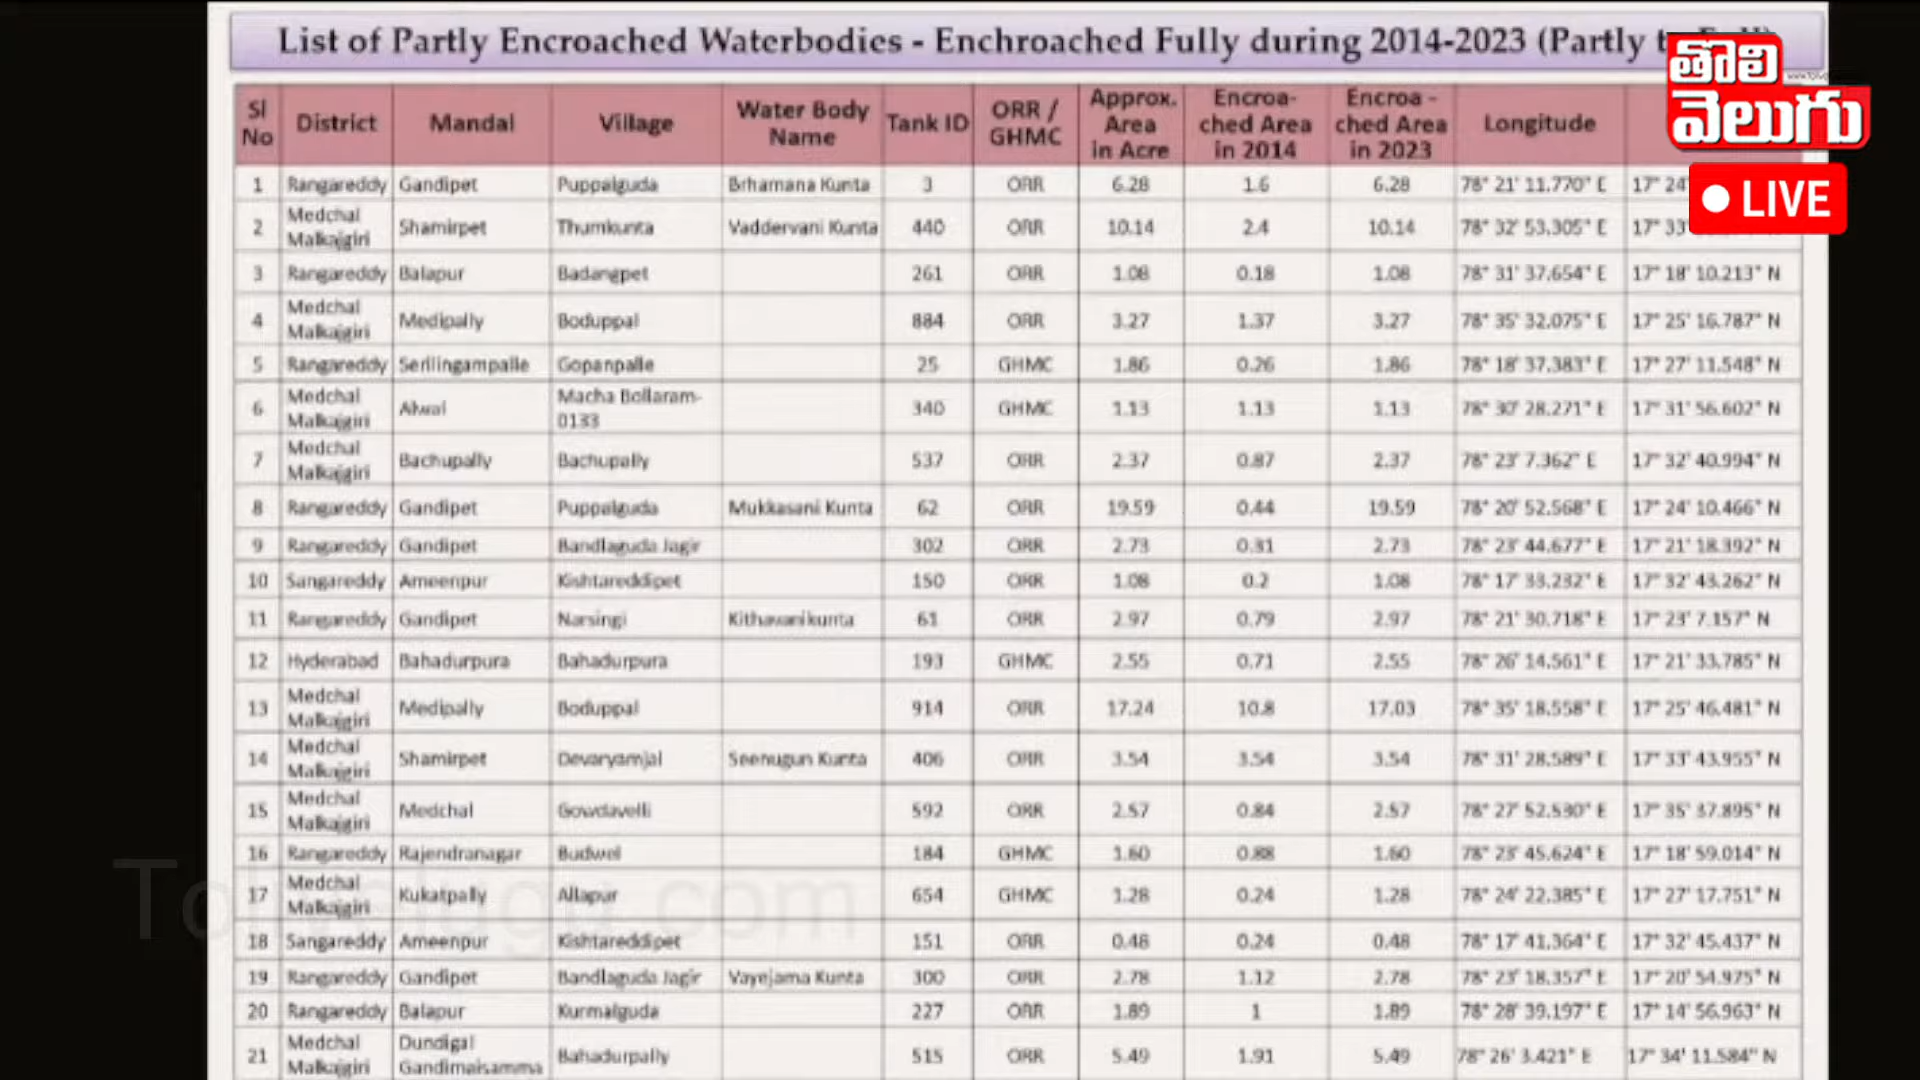 List of Partly Encroached Waterbodies - Enchroached Fully during 2014-2023 (Partly
తొలి వెలుగు
LIVE
Sl No District Mandal Village Water Body Name Tank ID ORR / GHMC Approx. Area in Acre Encroa-ched Area in 2014 Encroa - ched Area in 2023 Longitude
1 Rangareddy Gandipet Puppalguda Brhamana Kunta 3 ORR 6.28 1.6 6.28 78° 21' 11.770" E 17° 24'
2 Medchal Malkajgiri Shamirpet Thumkunta Vaddervani Kunta 440 ORR 10.14 2.4 10.14 78° 32' 53.305" E 17° 33'
3 Rangareddy Balapur Badangpet 261 ORR 1.08 0.18 1.08 78° 31' 37.654" E 17° 18' 10.213" N
4 Medchal Malkajgiri Medipally Boduppal 884 ORR 3.27 1.37 3.27 78° 35' 32.075" E 17° 25' 16.787" N
5 Rangareddy Serilingampalle Gopanpalle 25 GHMC 1.86 0.26 1.86 78° 18' 37.383" E 17° 27' 11.548" N
6 Medchal Malkajgiri Alwal Macha Bollaram-0133 340 GHMC 1.13 1.13 1.13 78° 30' 28.271" E 17° 31' 56.602" N
7 Medchal Malkajgiri Bachupally Bachupally 537 ORR 2.37 0.87 2.37 78° 23' 7.362" E 17° 32' 40.994" N
8 Rangareddy Gandipet Puppalguda Mukkasani Kunta 62 ORR 19.59 0.44 19.59 78° 20' 52.568" E 17° 24' 10.466" N
9 Rangareddy Gandipet Bandlaguda Jagir 302 ORR 2.73 0.31 2.73 78° 23' 44.677" E 17° 21' 18.392" N
10 Sangareddy Ameenpur Kishtareddipet 150 ORR 1.08 0.2 1.08 78° 17' 33.232" E 17° 32' 43.262" N
11 Rangareddy Gandipet Narsingi Kithavanikunta 61 ORR 2.97 0.79 2.97 78° 21' 30.718" E 17° 23' 7.157" N
12 Hyderabad Bahadurpura Bahadurpura 193 GHMC 2.55 0.71 2.55 78° 26' 14.561" E 17° 21' 33.785" N
13 Medchal Malkajgiri Medipally Boduppal 914 ORR 17.24 10.8 17.03 78° 35' 18.558" E 17° 25' 46.481" N
14 Medchal Malkajgiri Shamirpet Devaryamjal Seenugun Kunta 406 ORR 3.54 3.54 3.54 78° 31' 28.589" E 17° 33' 43.955" N
15 Medchal Malkajgiri Medchal Gowdavelli 592 ORR 2.57 0.84 2.57 78° 27' 52.530" E 17° 35' 37.895" N
16 Rangareddy Rajendranagar Budwel 184 GHMC 1.60 0.88 1.60 78° 23' 45.624" E 17° 18' 59.014" N
17 Medchal Malkajgiri Kukatpally Allapur 654 GHMC 1.28 0.24 1.28 78° 24' 22.385" E 17° 27' 17.751" N
18 Sangareddy Ameenpur Kishtareddipet 151 ORR 0.48 0.24 0.48 78° 17' 41.364" E 17° 32' 45.437" N
19 Rangareddy Gandipet Bandlaguda Jagir Vayejama Kunta 300 ORR 2.78 1.12 2.78 78° 23' 18.357" E 17° 20' 54.975" N
20 Rangareddy Balapur Kurmalguda 227 ORR 1.89 1 1.89 78° 28' 39.197" E 17° 14' 56.963" N
21 Medchal Malkajgiri Dundigal Gandimaisamma Bahadurpally 515 ORR 5.49 1.91 5.49 78° 26' 3.421" E 17° 34' 11.584" N